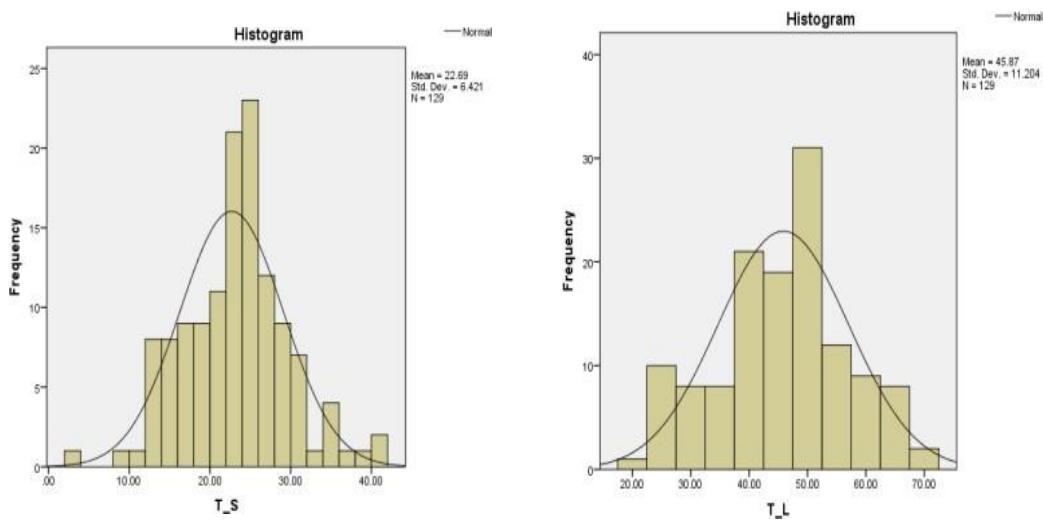 Histogram
Normal
Mean = 22.69
Std. Dev. = 6.421
N = 129
Frequency
25
20
15
10
5
0
.00
10.00
20.00
30.00
40.00
T_S
Histogram
Normal
Mean = 45.87
Std. Dev. = 11.204
N = 129
Frequency
40
30
20
10
0
20.00
30.00
40.00
50.00
60.00
70.00
T_L